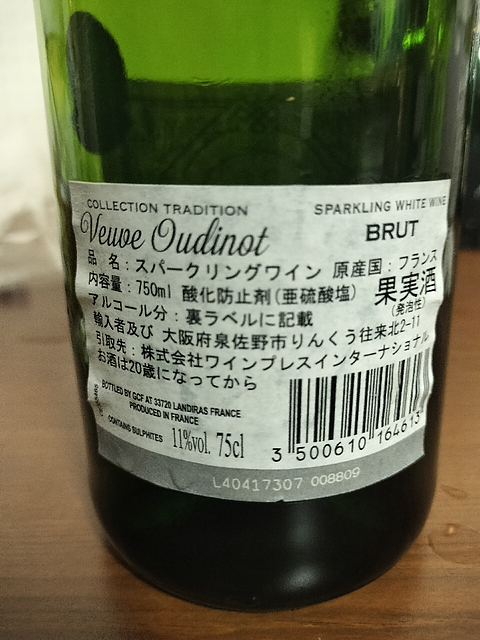 COLLECTION TRADITION
SPARKLING WHITE WINE
Veuve Oudinot
BRUT
品 名：スパークリングワイン 原産国：フランス
内容量：750ml 酸化防止剤(亜硫酸塩)
果実酒
(発泡性)
アルコール分：裏ラベルに記載
輸入者及び 大阪府泉佐野市りんくう往来北2-11
引取先：株式会社ワインプレスインターナショナル
お酒は20歳になってから
BOTTLED BY GCF AT 33720 LANDIRAS FRANCE
PRODUCED IN FRANCE
CONTAINS SULPHITES 11%vol. 75cl
3 500610 164613
L40417307 008809